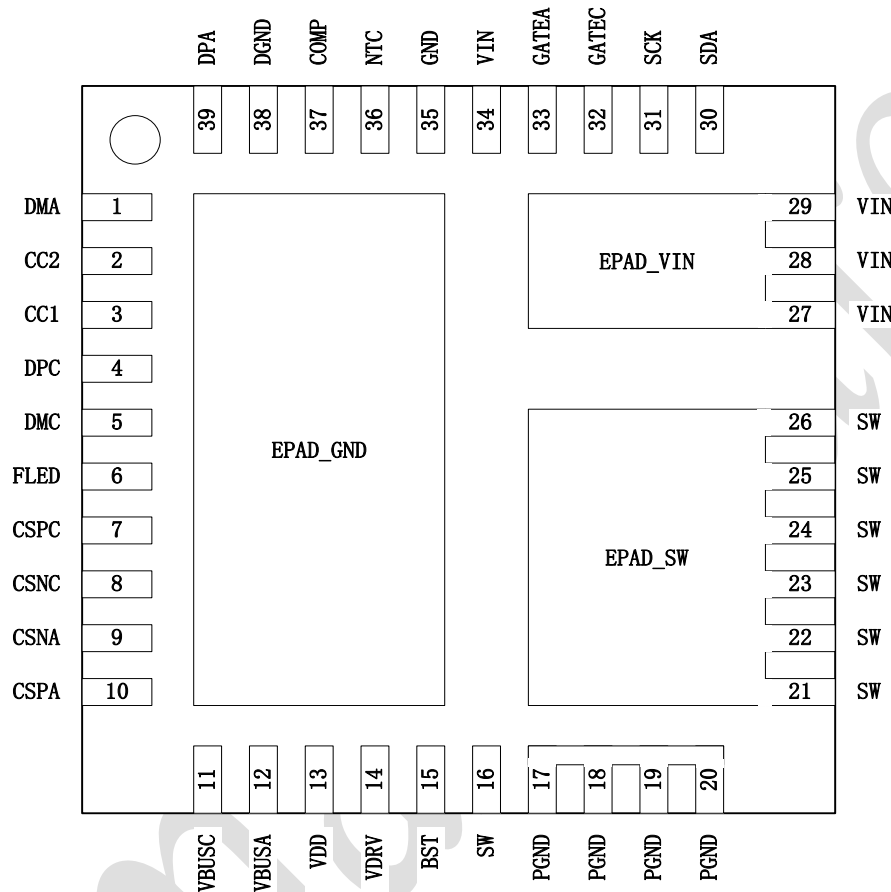 DPA DGND COMP NTC GND VIN GATEA GATEC SCK SDA
39 38 37 36 35 34 33 32 31 30
DMA 1 29 VIN
CC2 2 EPAD_VIN 28 VIN
CC1 3 27 VIN
DPC 4
DMC 5 26 SW
EPAD_GND
FLED 6 25 SW
CSPC 7 24 SW
EPAD_SW
CSNC 8 23 SW
CSNA 9 22 SW
CSPA 10 21 SW
11 12 13 14 15 16 17 18 19 20
VBUSC VBUSA VDD VDRV BST SW PGND PGND PGND PGND